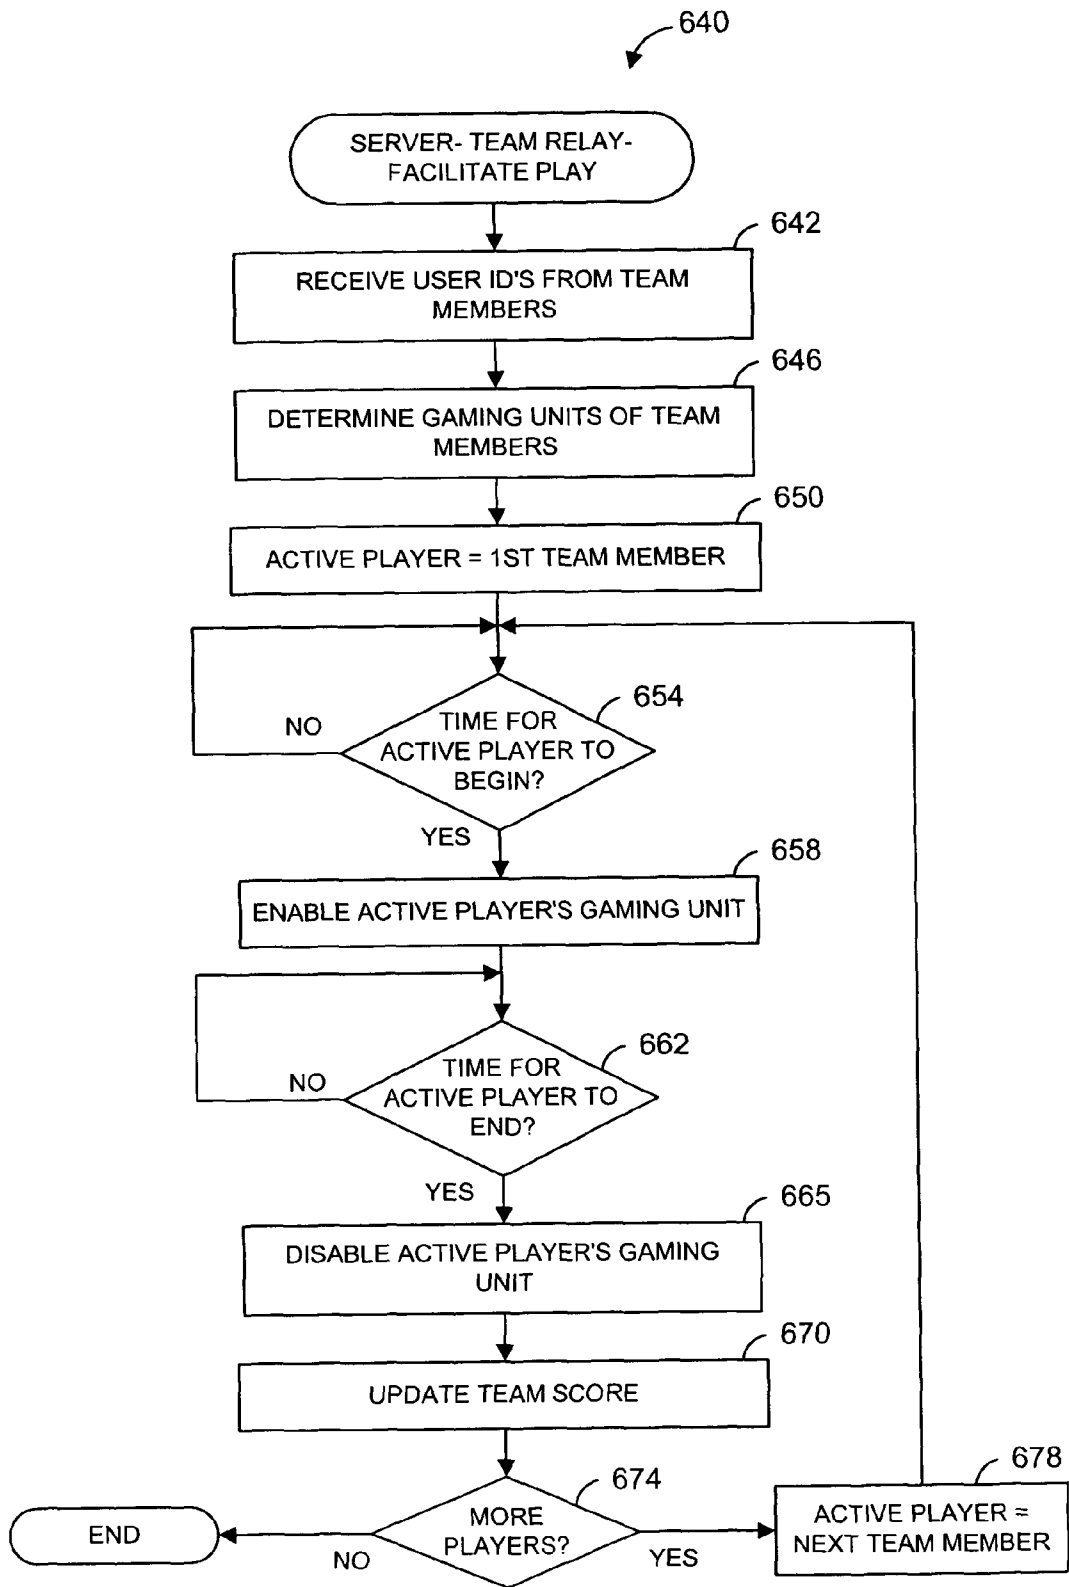 640
SERVER- TEAM RELAY-
FACILITATE PLAY
642
RECEIVE USER ID'S FROM TEAM
MEMBERS
646
DETERMINE GAMING UNITS OF TEAM
MEMBERS
650
ACTIVE PLAYER = 1ST TEAM MEMBER
654
TIME FOR
ACTIVE PLAYER TO
BEGIN?
NO
YES
658
ENABLE ACTIVE PLAYER'S GAMING UNIT
662
TIME FOR
ACTIVE PLAYER TO
END?
NO
YES
665
DISABLE ACTIVE PLAYER'S GAMING
UNIT
670
UPDATE TEAM SCORE
674
MORE
PLAYERS?
NO
YES
END
678
ACTIVE PLAYER =
NEXT TEAM MEMBER